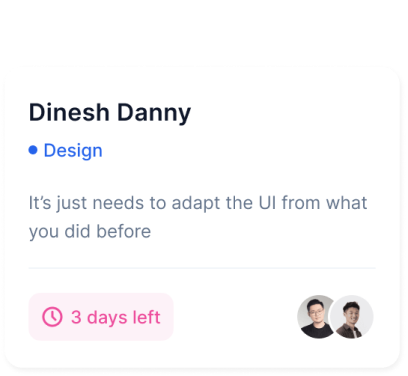 Dinesh Danny
Design
It’s just needs to adapt the UI from what
you did before
3 days left